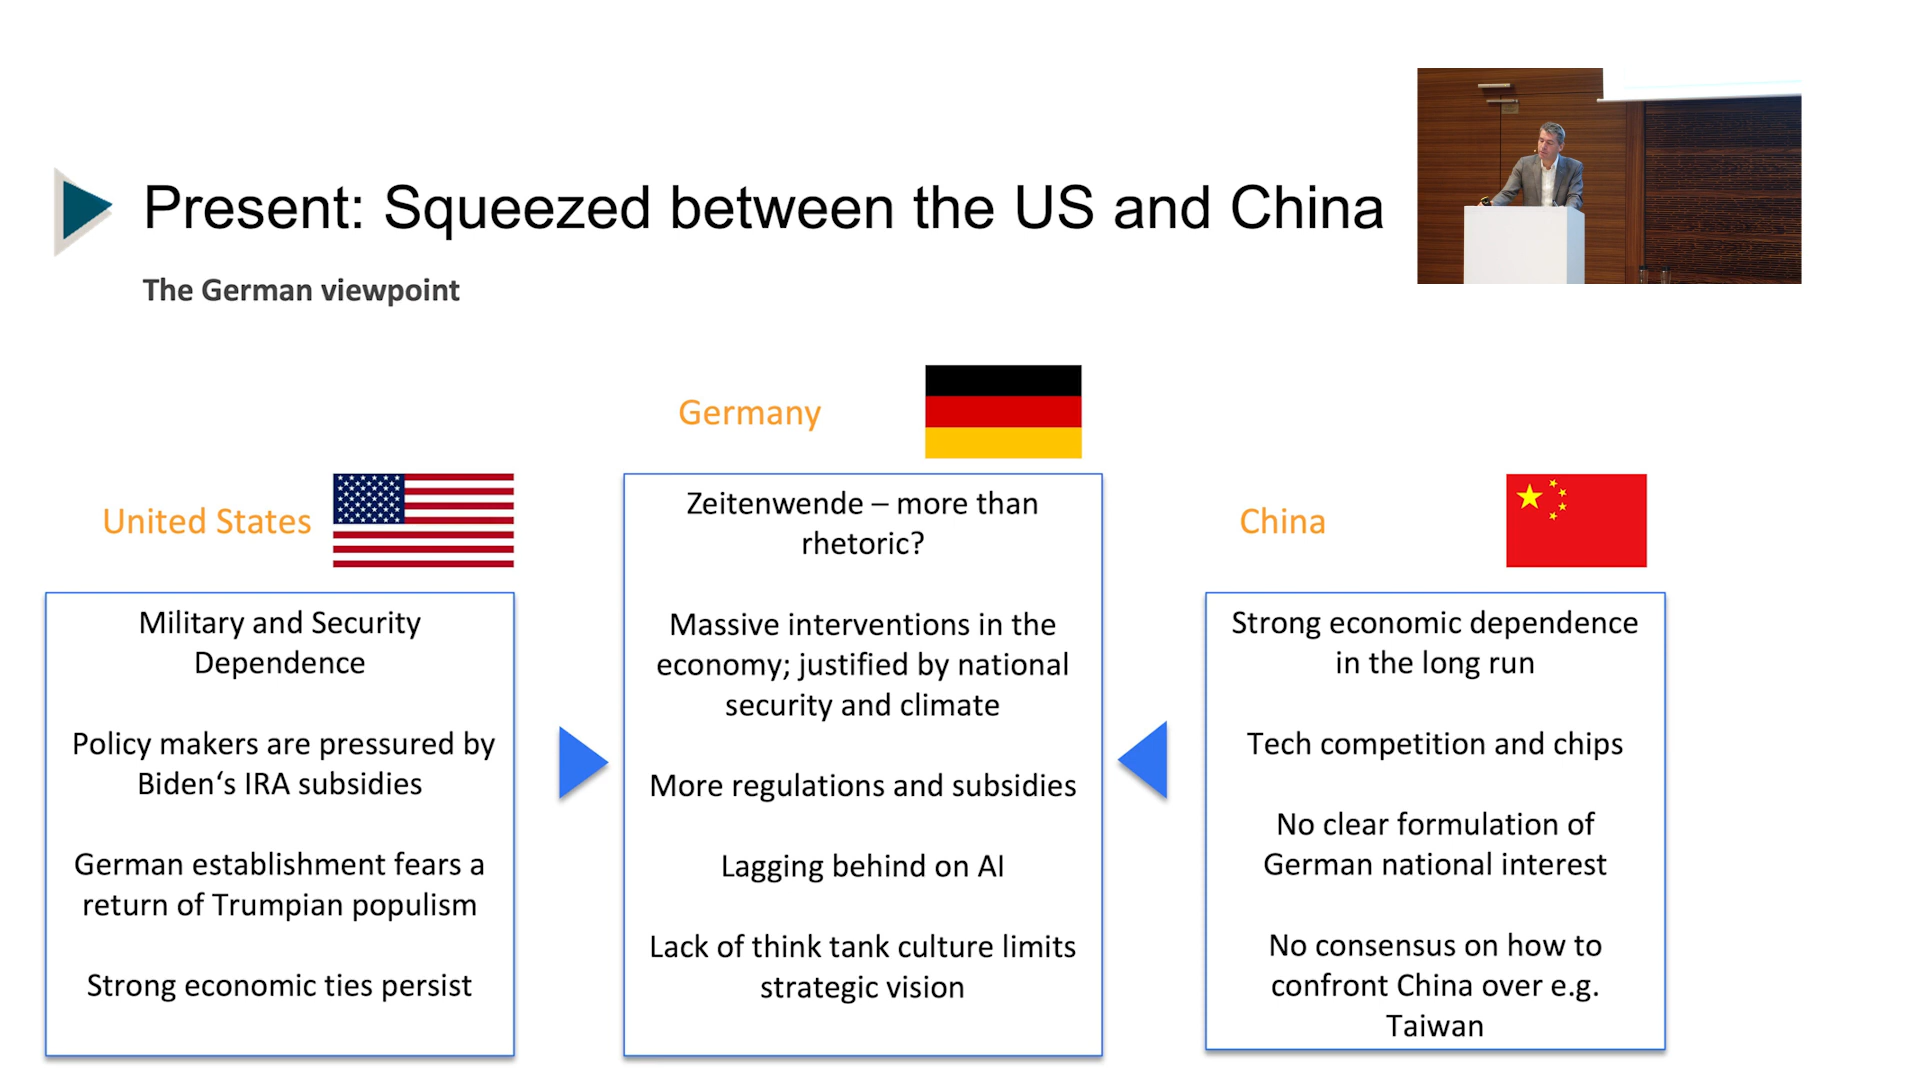 Present: Squeezed between the US and China
The German viewpoint
Germany
United States
China
Zeitenwende – more than
rhetoric?
Massive interventions in the
economy; justified by national
security and climate
More regulations and subsidies
Lagging behind on AI
Lack of think tank culture limits
strategic vision
Military and Security
Dependence
Policy makers are pressured by
Biden‘s IRA subsidies
German establishment fears a
return of Trumpian populism
Strong economic ties persist
Strong economic dependence
in the long run
Tech competition and chips
No clear formulation of
German national interest
No consensus on how to
confront China over e.g.
Taiwan